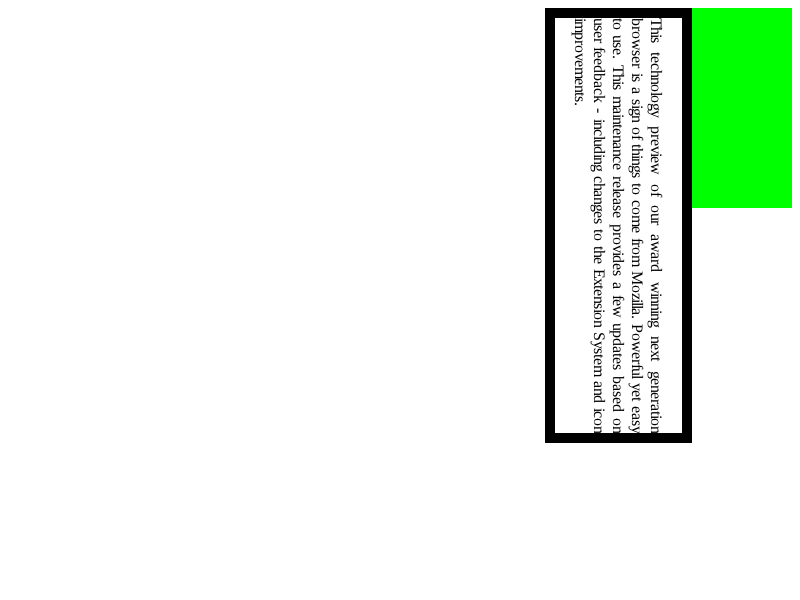 This technology preview of our award winning next generation
browser is a sign of things to come from Mozilla. Powerful yet easy
to use. This maintenance release provides a few updates based on
user feedback - including changes to the Extension System and icon
improvements.